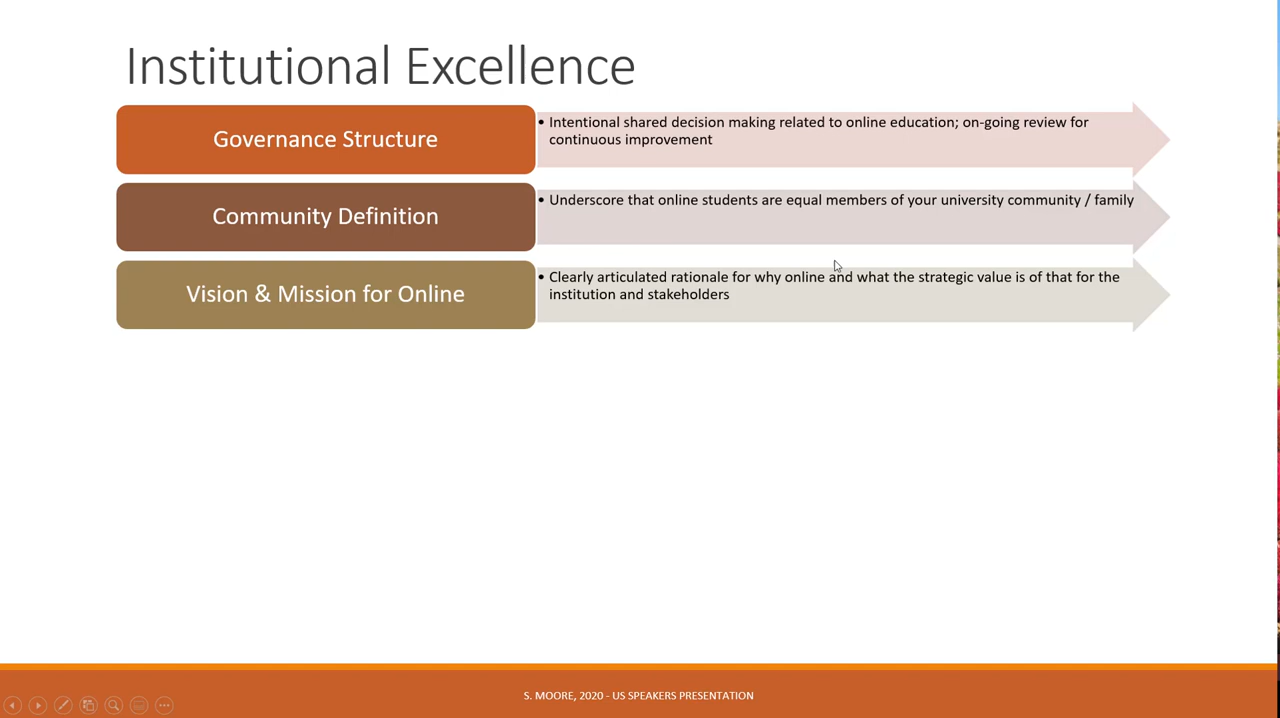 Institutional Excellence
Governance Structure
• Intentional shared decision making related to online education; on-going review for
continuous improvement
Community Definition
• Underscore that online students are equal members of your university community / family
Vision & Mission for Online
• Clearly articulated rationale for why online and what the strategic value is of that for the
institution and stakeholders
S. MOORE, 2020 - US SPEAKERS PRESENTATION